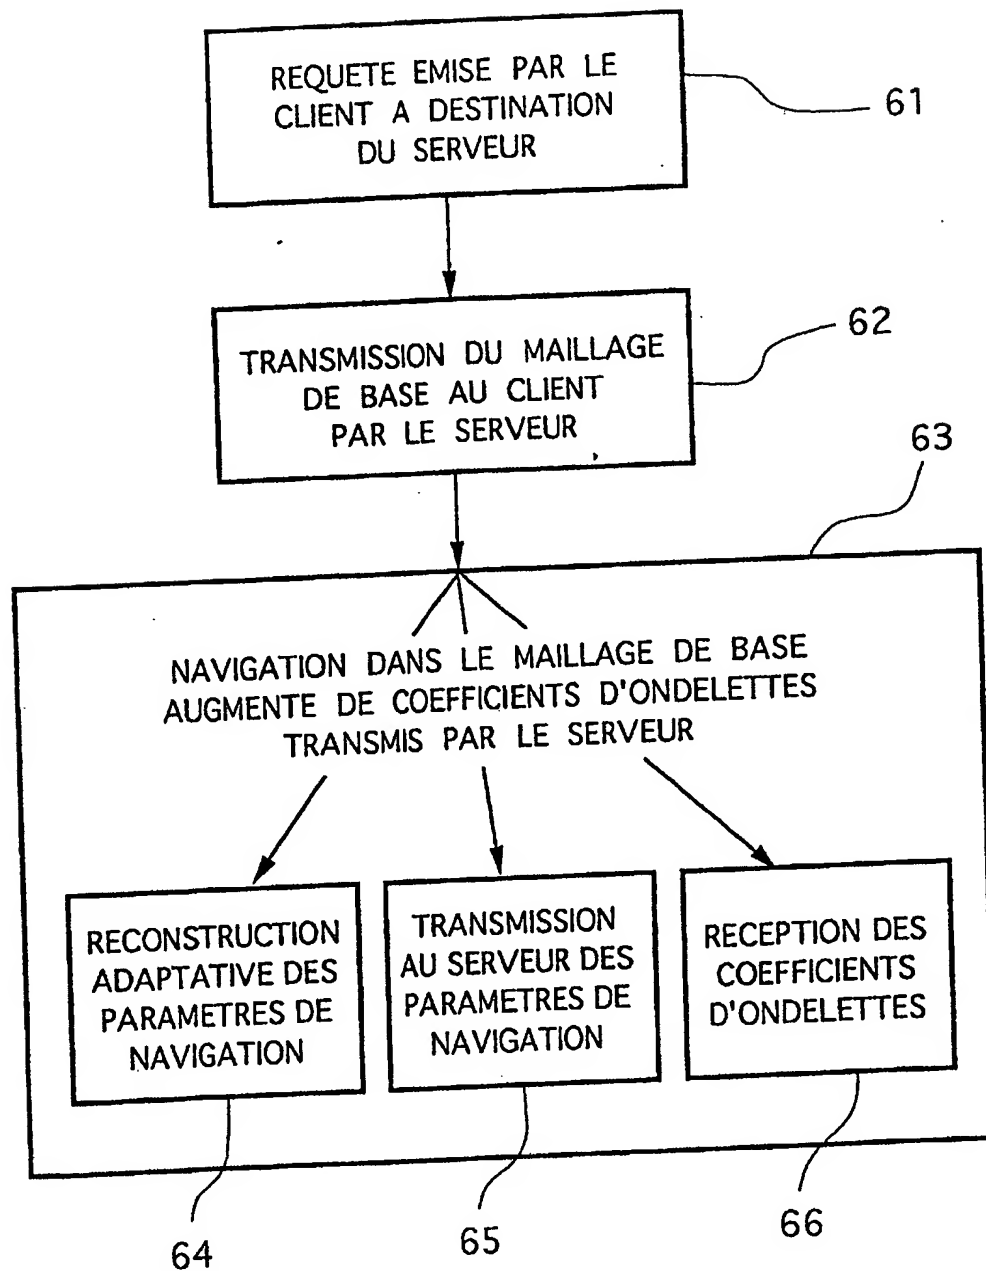 REQUETE EMISE PAR LE
CLIENT A DESTINATION
DU SERVEUR
61
TRANSMISSION DU MAILLAGE
DE BASE AU CLIENT
PAR LE SERVEUR
62
63
NAVIGATION DANS LE MAILLAGE DE BASE
AUGMENTE DE COEFFICIENTS D'ONDELETTES
TRANSMIS PAR LE SERVEUR
RECONSTRUCTION
ADAPTATIVE DES
PARAMETRES DE
NAVIGATION
TRANSMISSION
AU SERVEUR DES
PARAMETRES DE
NAVIGATION
RECEPTION DES
COEFFICIENTS
D'ONDELETTES
64
65
66